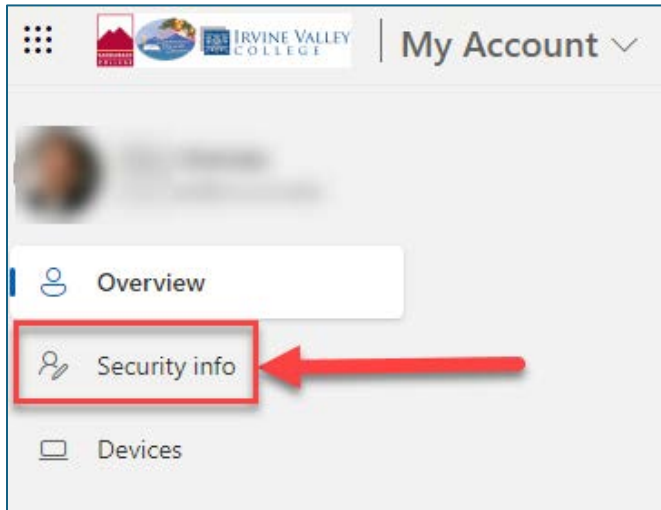 IRVINE VALLEY
COLLEGE
My Account
Overview
Security info
Devices